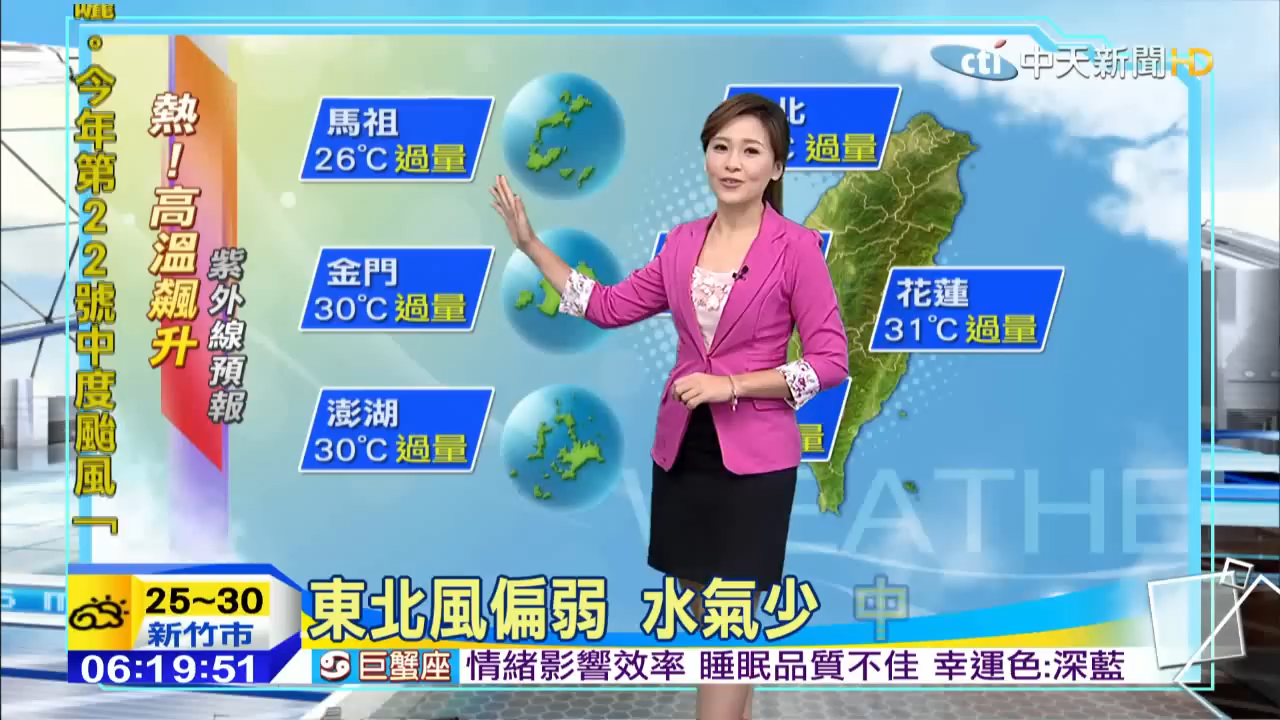 cti 中天新聞HD
。今年第22號中度颱風「
熱!高溫飆升
紫外線預報
馬祖
26℃ 過量
北
℃ 過量
金門
30℃ 過量
花蓮
31℃ 過量
澎湖
30℃ 過量
量
WEATHE
25~30
新竹市
06:19:51
東北風偏弱 水氣少 中
巨蟹座 情緒影響效率 睡眠品質不佳 幸運色:深藍